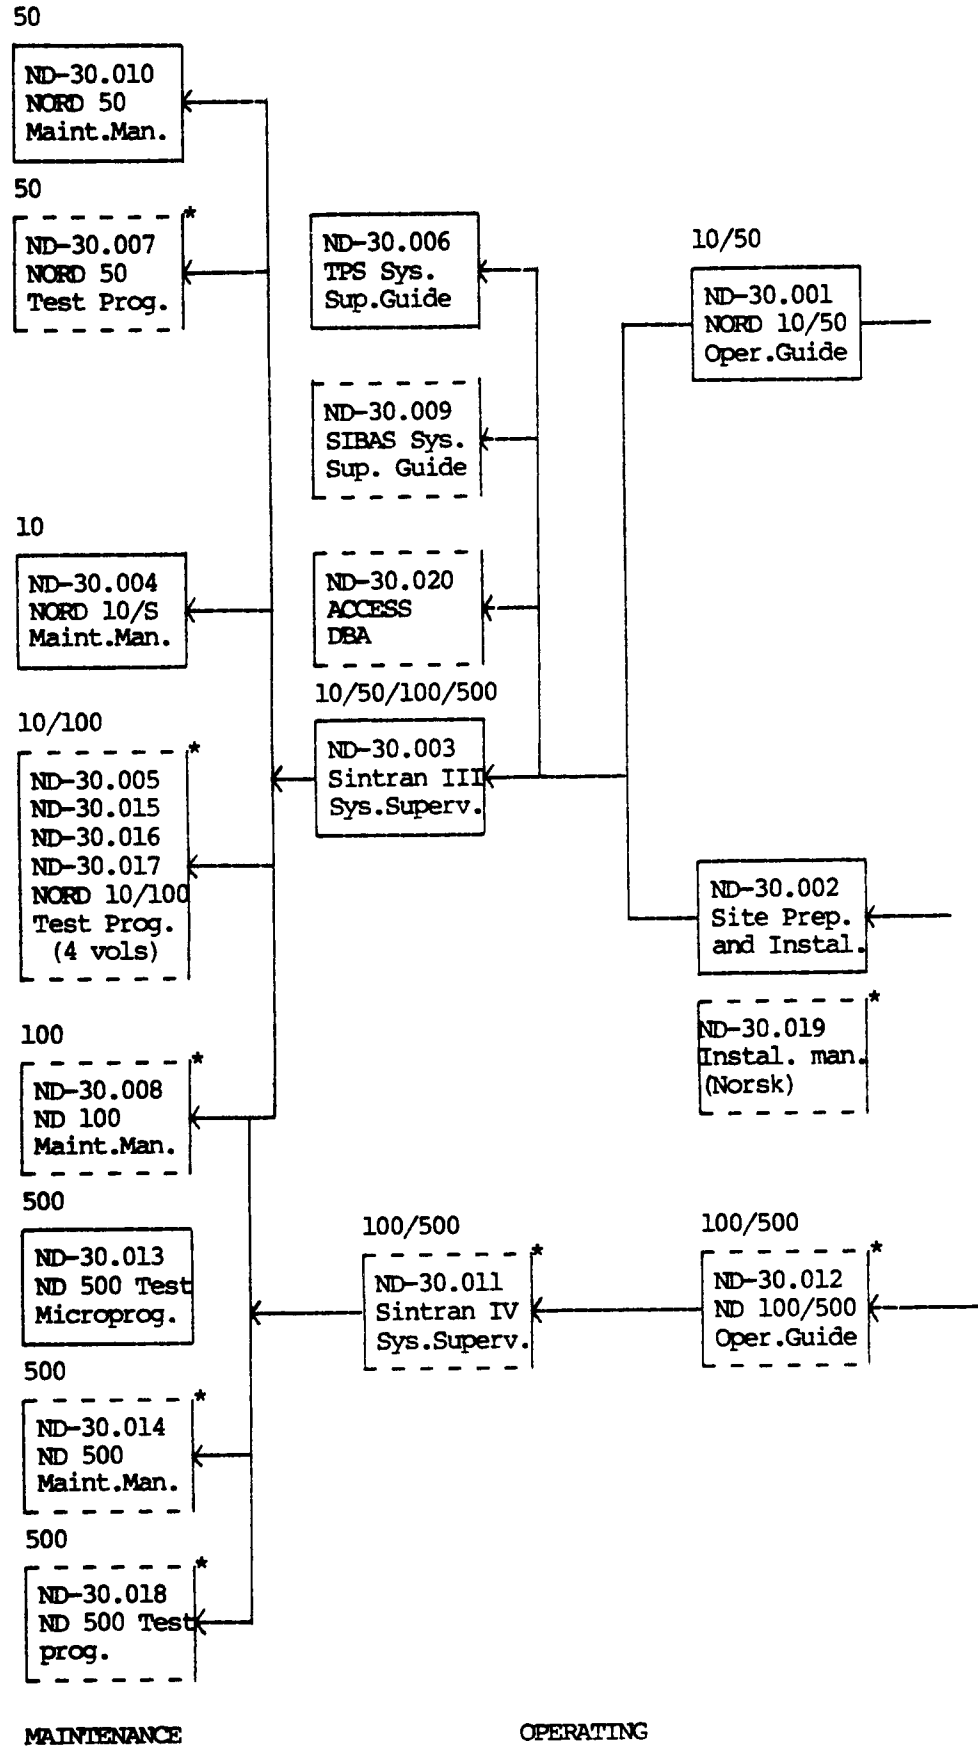 50
ND-30.010
NORD 50
Maint.Man.
50
*
ND-30.007
NORD 50
Test Prog.
10
ND-30.004
NORD 10/S
Maint.Man.
10/100
*
ND-30.005
ND-30.015
ND-30.016
ND-30.017
NORD 10/100
Test Prog.
(4 vols)
100
*
ND-30.008
ND 100
Maint.Man.
500
ND-30.013
ND 500 Test
Microprog.
500
*
ND-30.014
ND 500
Maint.Man.
500
*
ND-30.018
ND 500 Test
prog.
MAINTENANCE
ND-30.006
TPS Sys.
Sup.Guide
ND-30.009
SIBAS Sys.
Sup. Guide
ND-30.020
ACCESS
DBA
10/50/100/500
ND-30.003
Sintran III
Sys.Superv.
100/500
*
ND-30.011
Sintran IV
Sys.Superv.
10/50
ND-30.001
NORD 10/50
Oper.Guide
ND-30.002
Site Prep.
and Instal.
*
ND-30.019
Instal. man.
(Norsk)
100/500
*
ND-30.012
ND 100/500
Oper.Guide
OPERATING